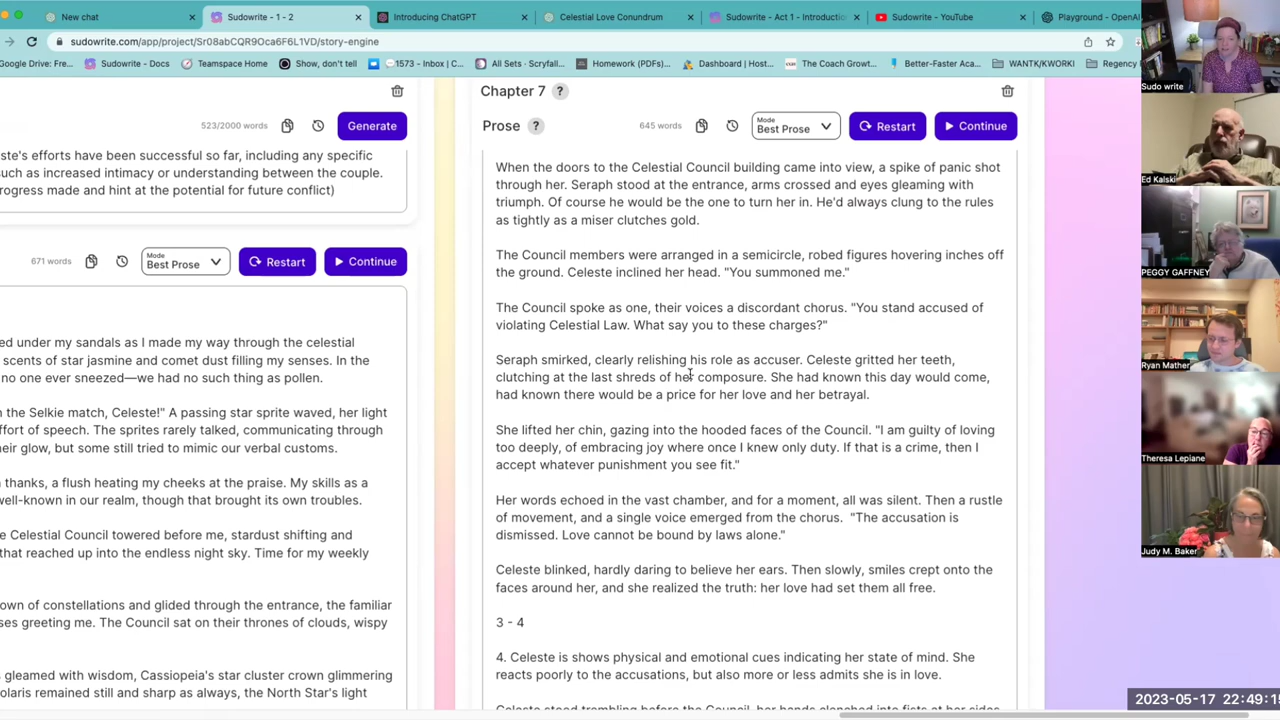 New chat
Sudowrite - 1 - 2
Introducing ChatGPT
Celestial Love Conundrum
Sudowrite - Act 1 - Introductio
Sudowrite - YouTube
Playground - OpenAI
sudowrite.com/app/project/Sr08abCQR9Oca6F6L1VD/story-engine
Google Drive: Fre...
Sudowrite - Docs
Teamspace Home
Show, don't tell
1573 - Inbox | C...
All Sets · Scryfall...
Homework (PDFs)...
Dashboard | Host...
The Coach Growt...
Better-Faster Aca...
WANTK/KWORKI
Regency
523/2000 words
Generate
ste's efforts have been successful so far, including any specific
such as increased intimacy or understanding between the couple.
rogress made and hint at the potential for future conflict)
671 words
Mode
Best Prose
Restart
Continue
ed under my sandals as I made my way through the celestial
scents of star jasmine and comet dust filling my senses. In the
no one ever sneezed—we had no such thing as pollen.
n the Selkie match, Celeste!" A passing star sprite waved, her light
ffort of speech. The sprites rarely talked, communicating through
heir glow, but some still tried to mimic our verbal customs.
n thanks, a flush heating my cheeks at the praise. My skills as a
well-known in our realm, though that brought its own troubles.
e Celestial Council towered before me, stardust shifting and
that reached up into the endless night sky. Time for my weekly
own of constellations and glided through the entrance, the familiar
ses greeting me. The Council sat on their thrones of clouds, wispy
gleamed with wisdom, Cassiopeia's star cluster crown glimmering
olaris remained still and sharp as always, the North Star's light
Chapter 7
Prose
645 words
Mode
Best Prose
Restart
Continue
When the doors to the Celestial Council building came into view, a spike of panic shot
through her. Seraph stood at the entrance, arms crossed and eyes gleaming with
triumph. Of course he would be the one to turn her in. He'd always clung to the rules
as tightly as a miser clutches gold.
The Council members were arranged in a semicircle, robed figures hovering inches off
the ground. Celeste inclined her head. "You summoned me."
The Council spoke as one, their voices a discordant chorus. "You stand accused of
violating Celestial Law. What say you to these charges?"
Seraph smirked, clearly relishing his role as accuser. Celeste gritted her teeth,
clutching at the last shreds of her composure. She had known this day would come,
had known there would be a price for her love and her betrayal.
She lifted her chin, gazing into the hooded faces of the Council. "I am guilty of loving
too deeply, of embracing joy where once I knew only duty. If that is a crime, then I
accept whatever punishment you see fit."
Her words echoed in the vast chamber, and for a moment, all was silent. Then a rustle
of movement, and a single voice emerged from the chorus. "The accusation is
dismissed. Love cannot be bound by laws alone."
Celeste blinked, hardly daring to believe her ears. Then slowly, smiles crept onto the
faces around her, and she realized the truth: her love had set them all free.
3 - 4
4. Celeste is shows physical and emotional cues indicating her state of mind. She
reacts poorly to the accusations, but also more or less admits she is in love.
Celeste stood trembling before the Council, her hands clenched into fists at her sides
Sudo write
Ed Kalski
PEGGY GAFFNEY
Ryan Mather
Theresa Lepiane
Judy M. Baker
2023-05-17 22:49:1